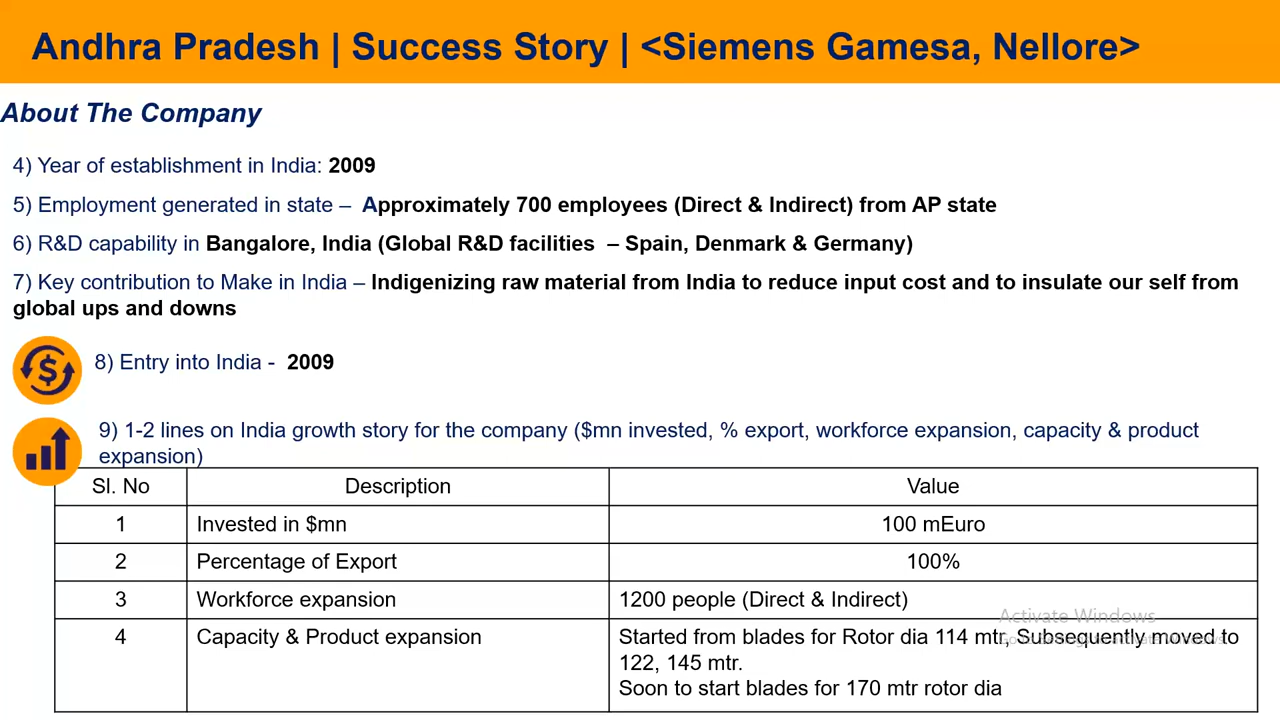 Andhra Pradesh | Success Story | <Siemens Gamesa, Nellore>
About The Company
4) Year of establishment in India: 2009
5) Employment generated in state – Approximately 700 employees (Direct & Indirect) from AP state
6) R&D capability in Bangalore, India (Global R&D facilities – Spain, Denmark & Germany)
7) Key contribution to Make in India – Indigenizing raw material from India to reduce input cost and to insulate our self from
global ups and downs
8) Entry into India - 2009
9) 1-2 lines on India growth story for the company ($mn invested, % export, workforce expansion, capacity & product
expansion)
Sl. No Description Value
1 Invested in $mn 100 mEuro
2 Percentage of Export 100%
3 Workforce expansion 1200 people (Direct & Indirect)
Activate Windows
4 Capacity & Product expansion Started from blades for Rotor dia 114 mtr, Subsequently moved to
122, 145 mtr.
Soon to start blades for 170 mtr rotor dia